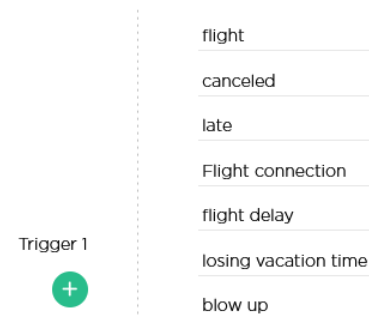 flight
canceled
late
Flight connection
flight delay
Trigger 1
losing vacation time
blow up